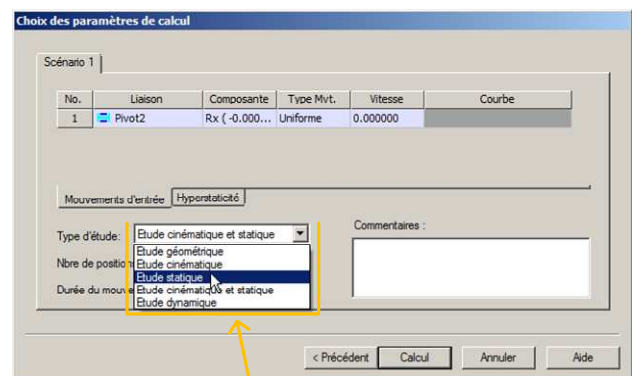 Choix des paramètres de calcul
Scénario 1
No. Liaison Composante Type Mvt. Vitesse Courbe
1 Pivot2 Rx ( -0.000... Uniforme 0.000000
Mouvements d'entrée Hyperstaticité
Type d'étude: Etude cinématique et statique
Commentaires :
Etude géométrique
Nbre de position
Etude cinématique
Etude statique
Durée du mouve
Etude cinématique et statique
Etude dynamique
< Précédent Calcul Annuler Aide